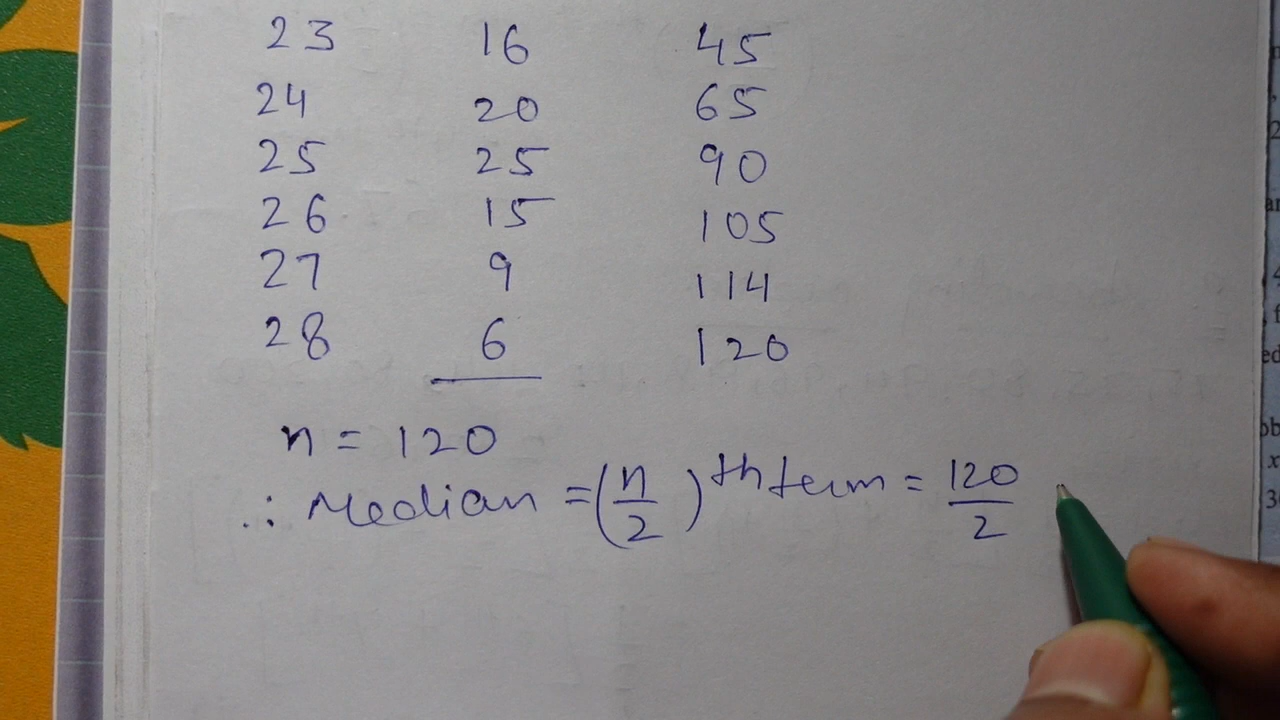 23 16 45
24 20 65
25 25 90
26 15 105
27 9 114
28 6 120
n = 120
∴ Median = (n/2)th term = 120/2